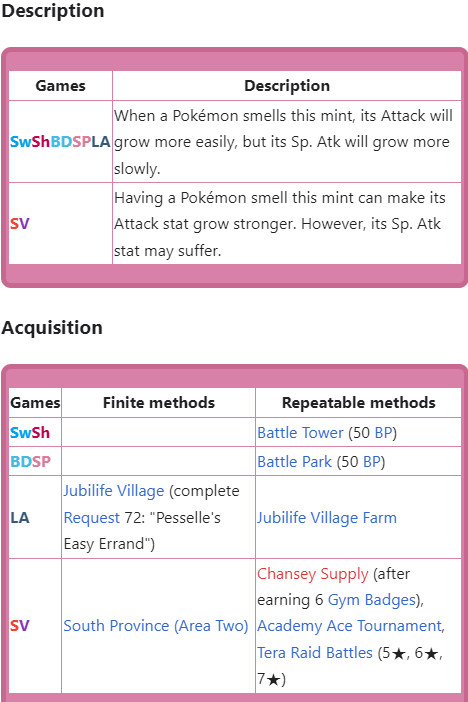 Description
Games Description
SwShBDSPLA When a Pokémon smells this mint, its Attack will
grow more easily, but its Sp. Atk will grow more
slowly.
SV Having a Pokémon smell this mint can make its
Attack stat grow stronger. However, its Sp. Atk
stat may suffer.
Acquisition
Games Finite methods Repeatable methods
SwSh Battle Tower (50 BP)
BDSP Battle Park (50 BP)
LA Jubilife Village (complete
Request 72: "Pesselle's
Easy Errand") Jubilife Village Farm
SV South Province (Area Two) Chansey Supply (after
earning 6 Gym Badges),
Academy Ace Tournament,
Tera Raid Battles (5★, 6★,
7★)